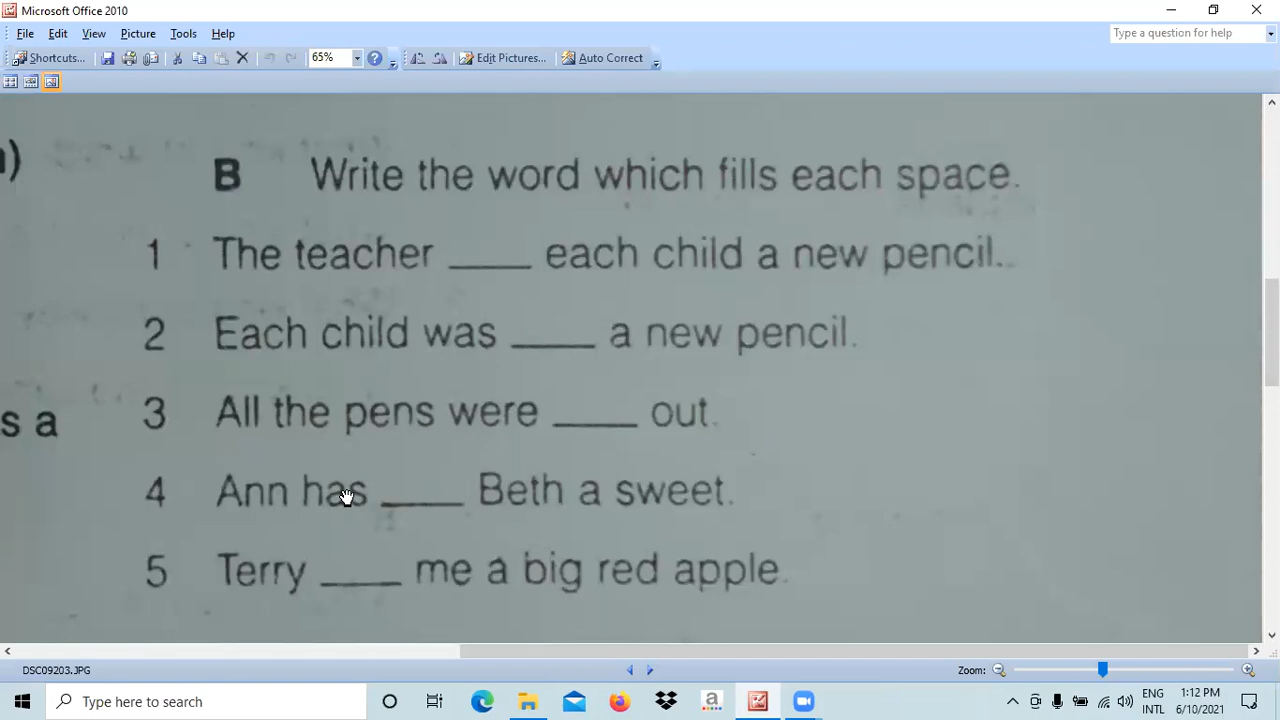 Microsoft Office 2010
File Edit View Picture Tools Help
Type a question for help
Shortcuts... 65% Edit Pictures... Auto Correct
B Write the word which fills each space.
1 The teacher ____ each child a new pencil.
2 Each child was ____ a new pencil.
s a
3 All the pens were ____ out.
4 Ann has ____ Beth a sweet.
5 Terry ____ me a big red apple.
DSC09203.JPG
Zoom:
Type here to search
ENG
INTL
1:12 PM
6/10/2021